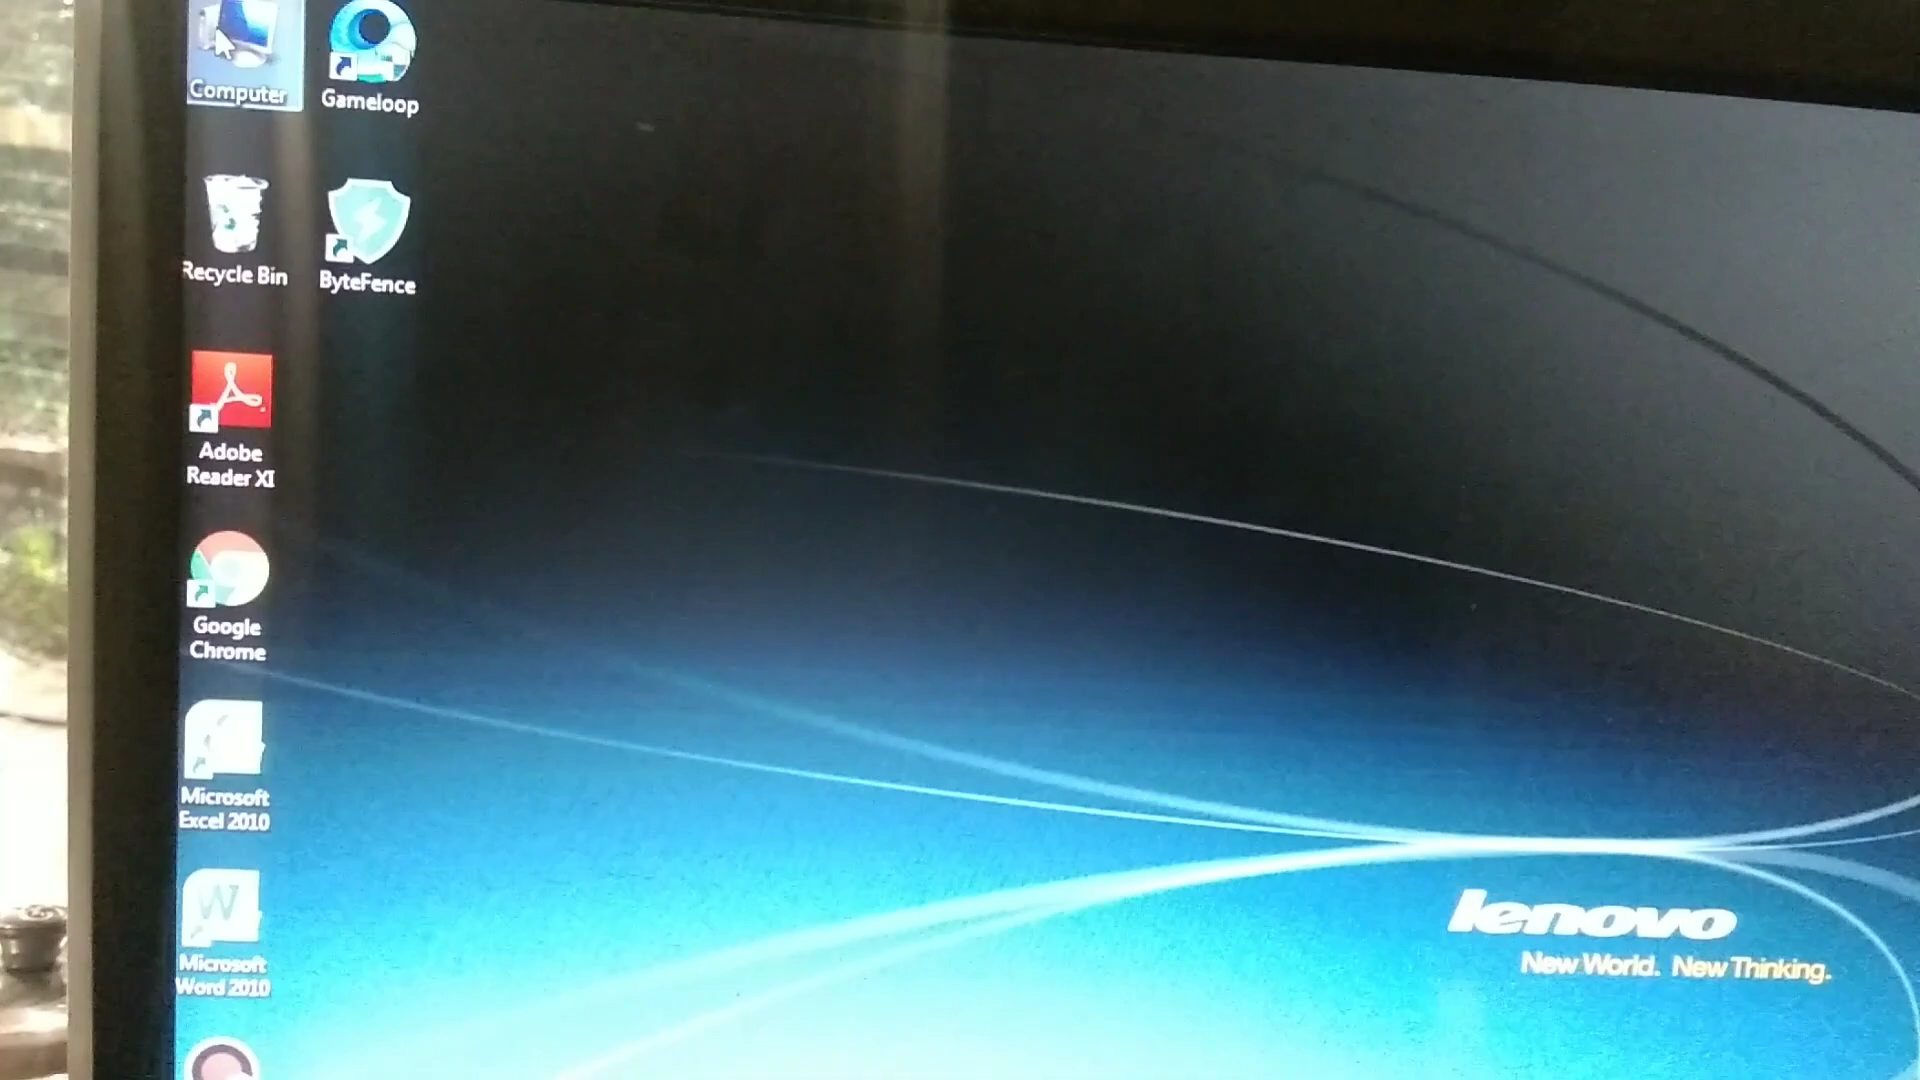 Computer
Gameloop
Recycle Bin
ByteFence
Adobe
Reader XI
Google
Chrome
Microsoft
Excel 2010
W
Microsoft
Word 2010
lenovo
New World. New Thinking.